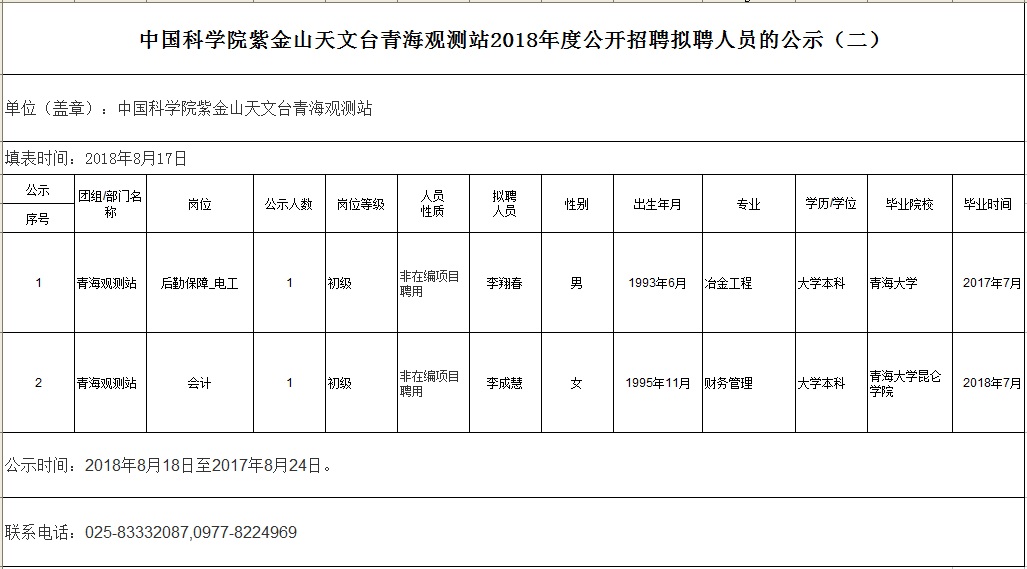 中国科学院紫金山天文台青海观测站2018年度公开招聘拟聘人员的公示（二）
单位（盖章）：中国科学院紫金山天文台青海观测站
填表时间：2018年8月17日
公示
序号
团组/部门名
称
岗位
公示人数
岗位等级
人员
性质
拟聘
人员
性别
出生年月
专业
学历/学位
毕业院校
毕业时间
1
青海观测站
后勤保障_电工
1
初级
非在编项目
聘用
李翔春
男
1993年6月
冶金工程
大学本科
青海大学
2017年7月
2
青海观测站
会计
1
初级
非在编项目
聘用
李成慧
女
1995年11月
财务管理
大学本科
青海大学昆仑
学院
2018年7月
公示时间：2018年8月18日至2017年8月24日。
联系电话：025-83332087,0977-8224969